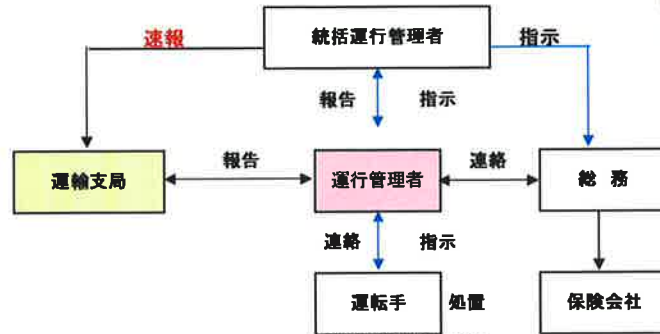 速報
統括運行管理者
指示
報告
指示
運輸支局
報告
運行管理者
連絡
総 務
連絡
指示
運転手
処置
保険会社